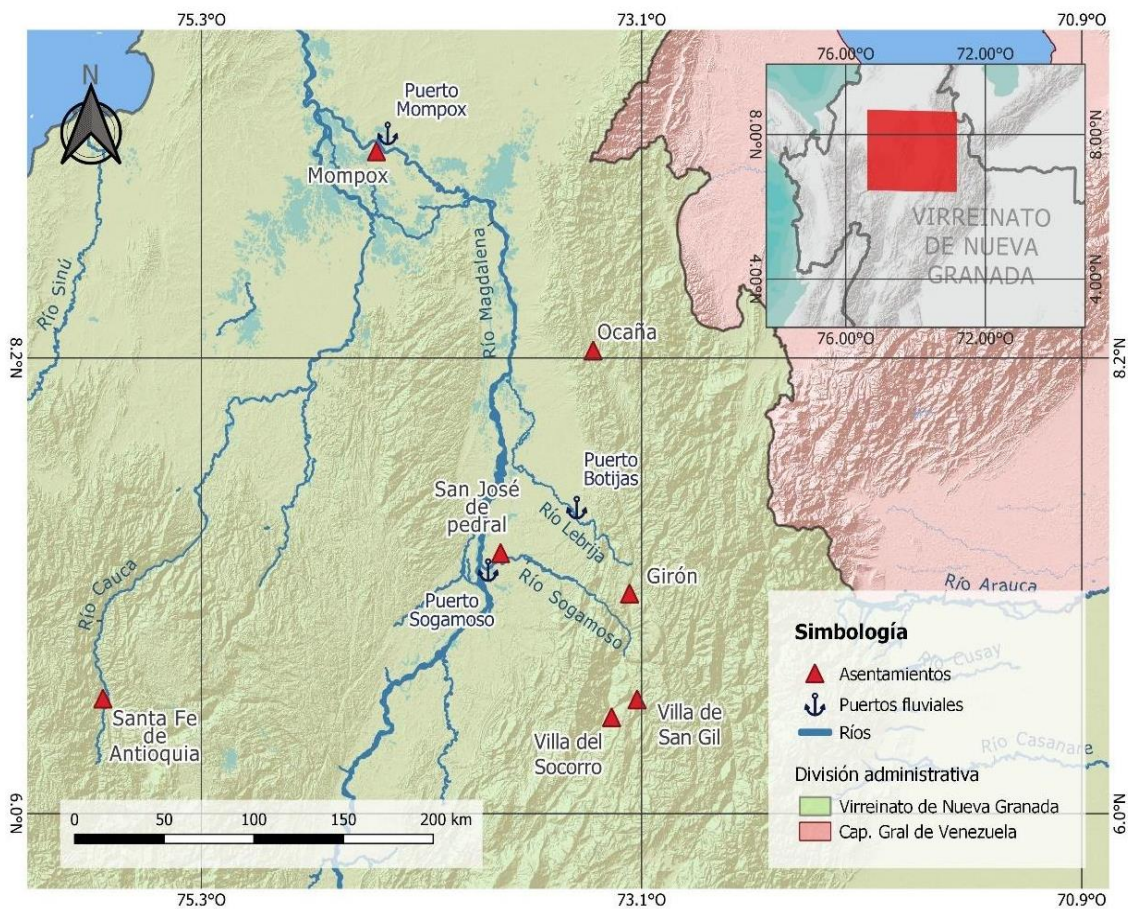 75.3°O
73.1°O
70.9°O
N
Puerto
Mompox
Mompox
Río Sinú
Río Magdalena
Ocaña
76.00°O
72.00°O
8.00°N
8.00°N
VIRREINATO
DE NUEVA
GRANADA
4.00°N
4.00°N
76.00°O
72.00°O
8.2°N
8.2°N
Puerto
Botijas
San José
de
pedral
Río Lebrija
Río Cauca
Girón
Río Sogamoso
Puerto
Sogamoso
Río Arauca
Río Cusay
Río Casanare
Santa Fe
de
Antioquia
Villa del
Socorro
Villa de
San Gil
Simbología
Asentamientos
Puertos fluviales
Ríos
División administrativa
Virreinato de Nueva Granada
Cap. Gral de Venezuela
6.0°N
6.0°N
0
50
100
150
200 km
75.3°O
73.1°O
70.9°O